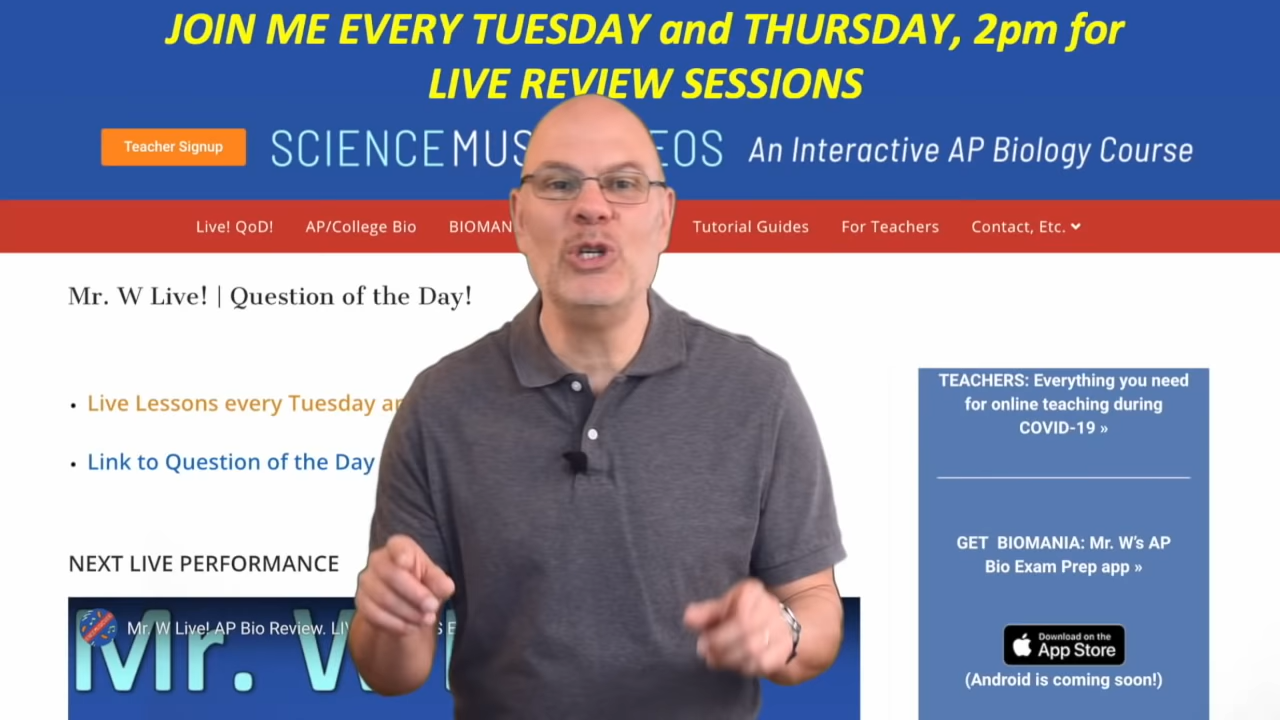 JOIN ME EVERY TUESDAY and THURSDAY, 2pm for
LIVE REVIEW SESSIONS
Teacher Signup
SCIENCE MUS EOS An Interactive AP Biology Course
Live! QoD! AP/College Bio BIOMAN Tutorial Guides For Teachers Contact, Etc.
Mr. W Live! | Question of the Day!
• Live Lessons every Tuesday
• Link to Question of the Day
NEXT LIVE PERFORMANCE
Mr. W Live! AP Bio Review.
Mr. W
TEACHERS: Everything you need
for online teaching during
COVID-19 »
GET BIOMANIA: Mr. W's AP
Bio Exam Prep app »
Download on the
App Store
(Android is coming soon!)